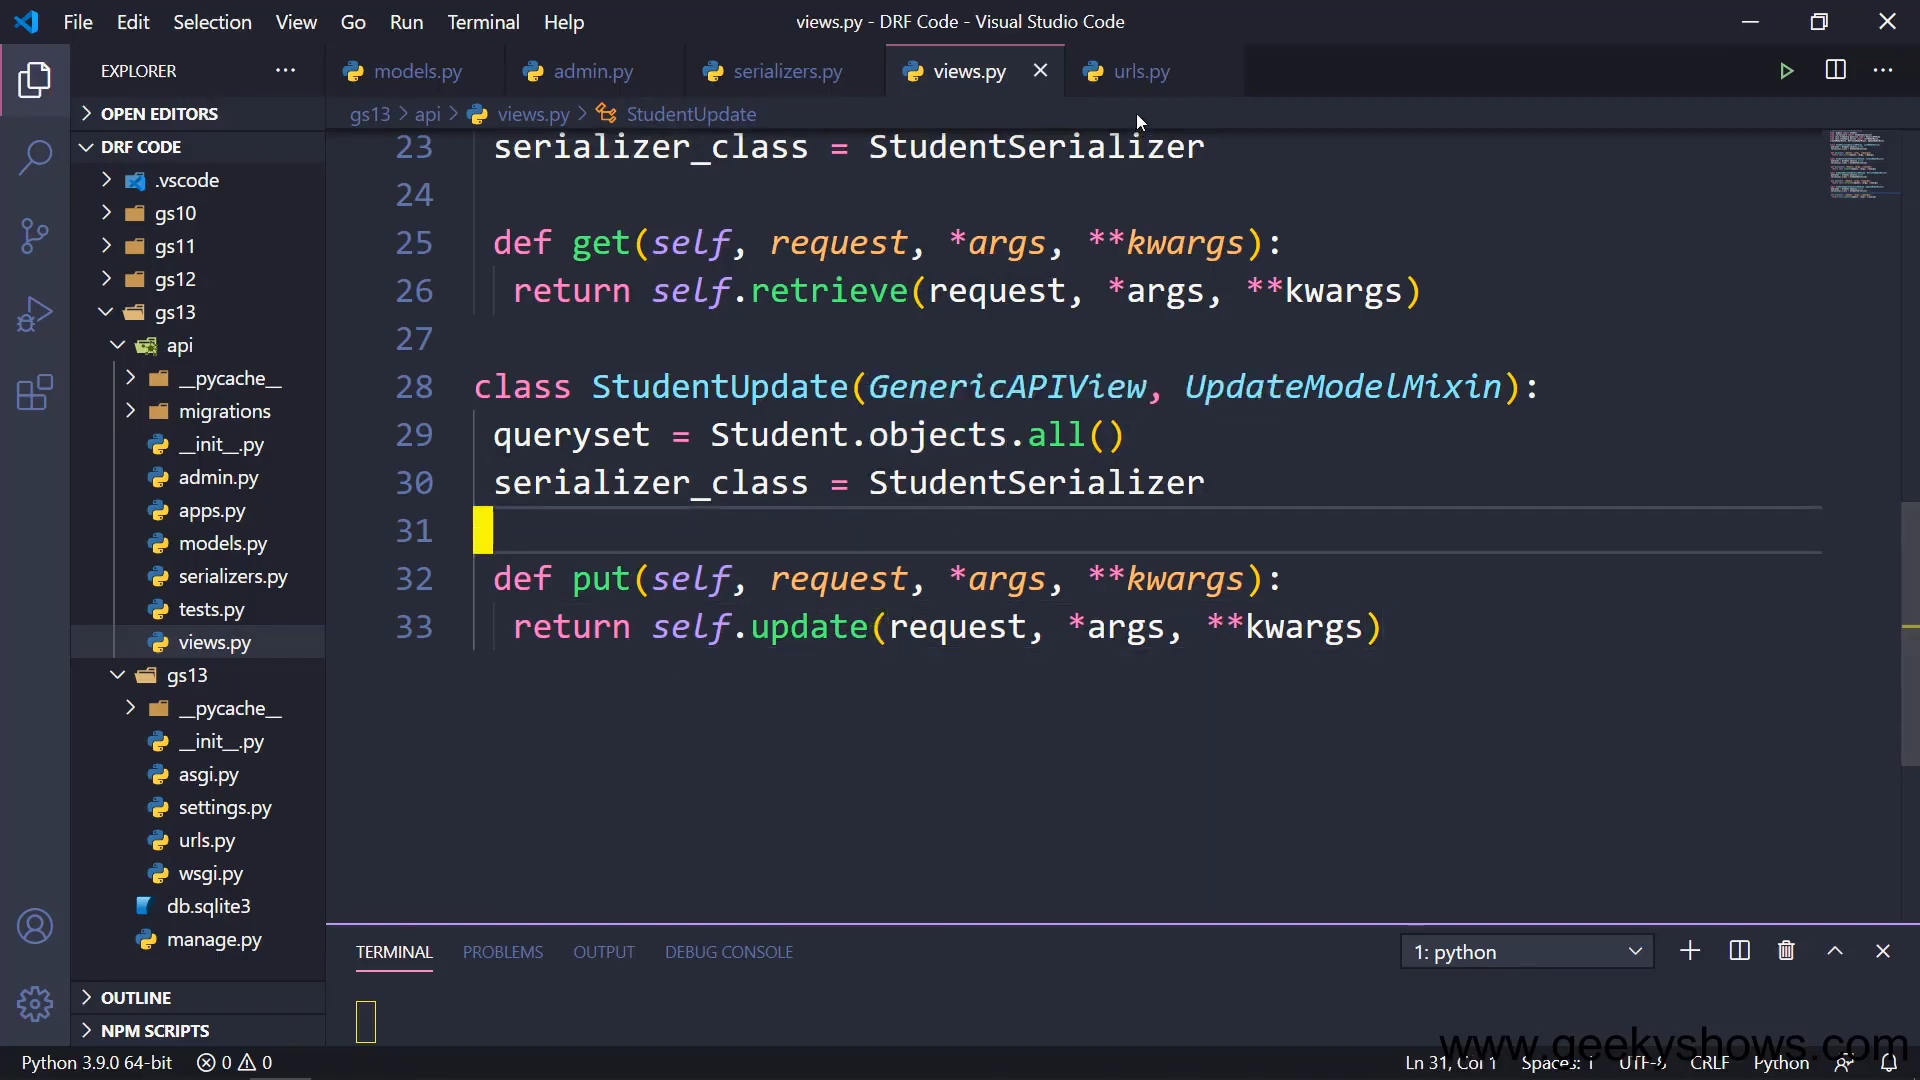 File Edit Selection View Go Run Terminal Help
views.py - DRF Code - Visual Studio Code
EXPLORER
models.py admin.py serializers.py views.py urls.py
OPEN EDITORS
gs13 > api > views.py > StudentUpdate
DRF CODE
.vscode
gs10
gs11
gs12
gs13
api
__pycache__
migrations
__init__.py
admin.py
apps.py
models.py
serializers.py
tests.py
views.py
gs13
__pycache__
__init__.py
asgi.py
settings.py
urls.py
wsgi.py
db.sqlite3
manage.py
OUTLINE
NPM SCRIPTS
23 serializer_class = StudentSerializer
24
25 def get(self, request, *args, **kwargs):
26 return self.retrieve(request, *args, **kwargs)
27
28 class StudentUpdate(GenericAPIView, UpdateModelMixin):
29 queryset = Student.objects.all()
30 serializer_class = StudentSerializer
31
32 def put(self, request, *args, **kwargs):
33 return self.update(request, *args, **kwargs)
TERMINAL PROBLEMS OUTPUT DEBUG CONSOLE
1: python
www.geekyshows.com
Python 3.9.0 64-bit 0 0
Ln 31, Col 1 Spaces: 1 UTF-8 CRLF Python